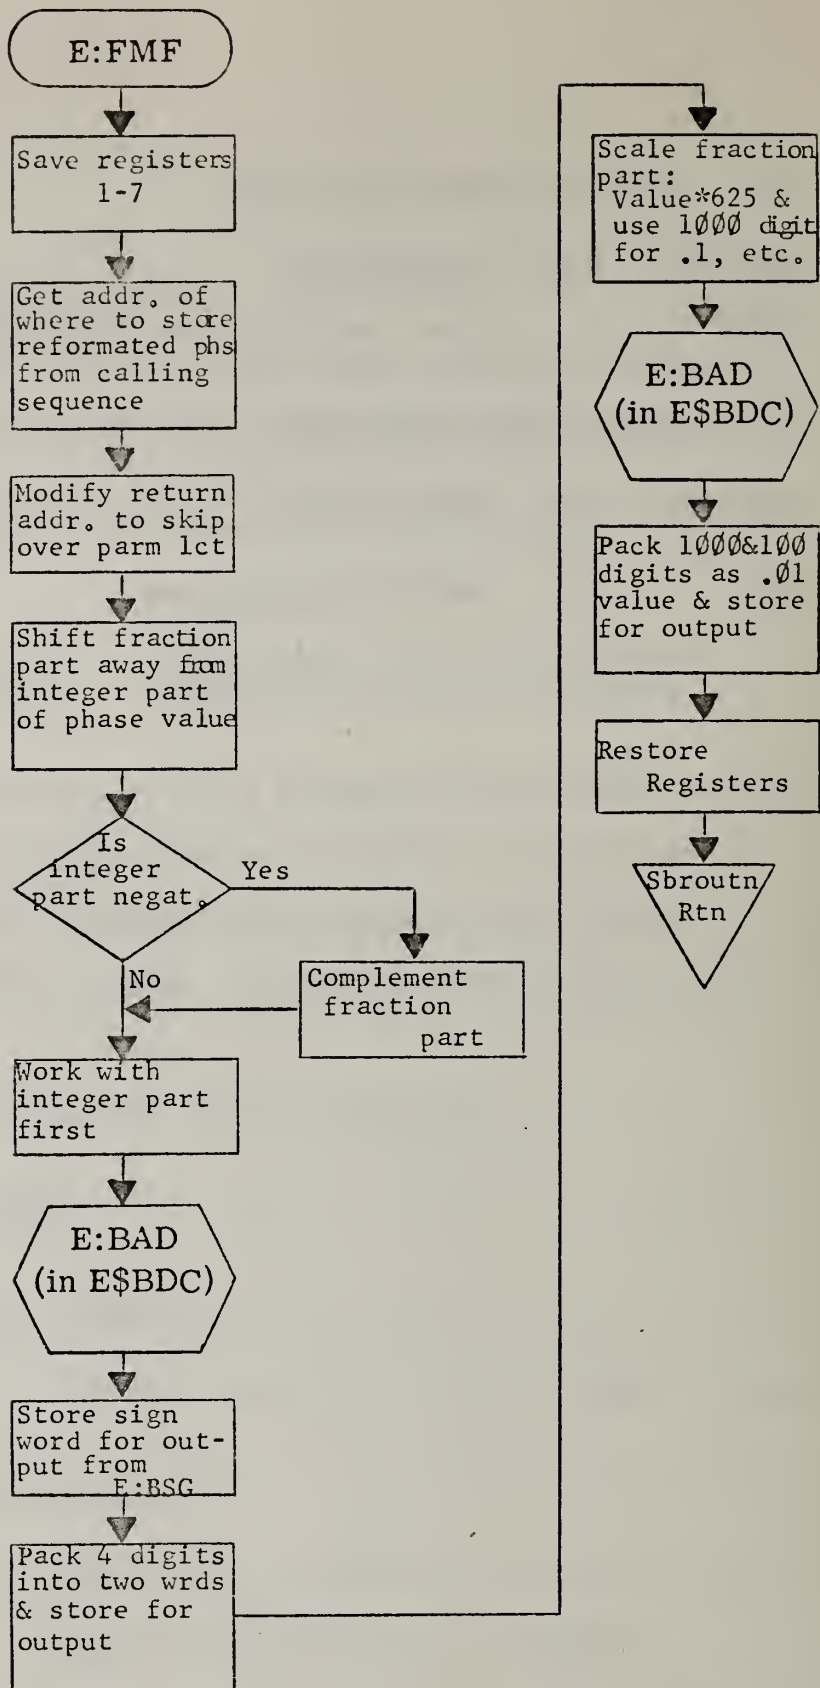 E:FMF
Save registers
1-7
Get addr. of
where to store
reformated phs
from calling
sequence
Modify return
addr. to skip
over parm lct
Shift fraction
part away from
integer part
of phase value
Is
integer
part negat.
Yes
No
Complement
fraction
part
Work with
integer part
first
E:BAD
(in E$BDC)
Store sign
word for out-
put from
E:BSG
Pack 4 digits
into two wrds
& store for
output
Scale fraction
part:
Value*625 &
use 1ØØØ digit
for .1, etc.
E:BAD
(in E$BDC)
Pack 1ØØØ&1ØØ
digits as .Ø1
value & store
for output
Restore
Registers
Sbroutn
Rtn